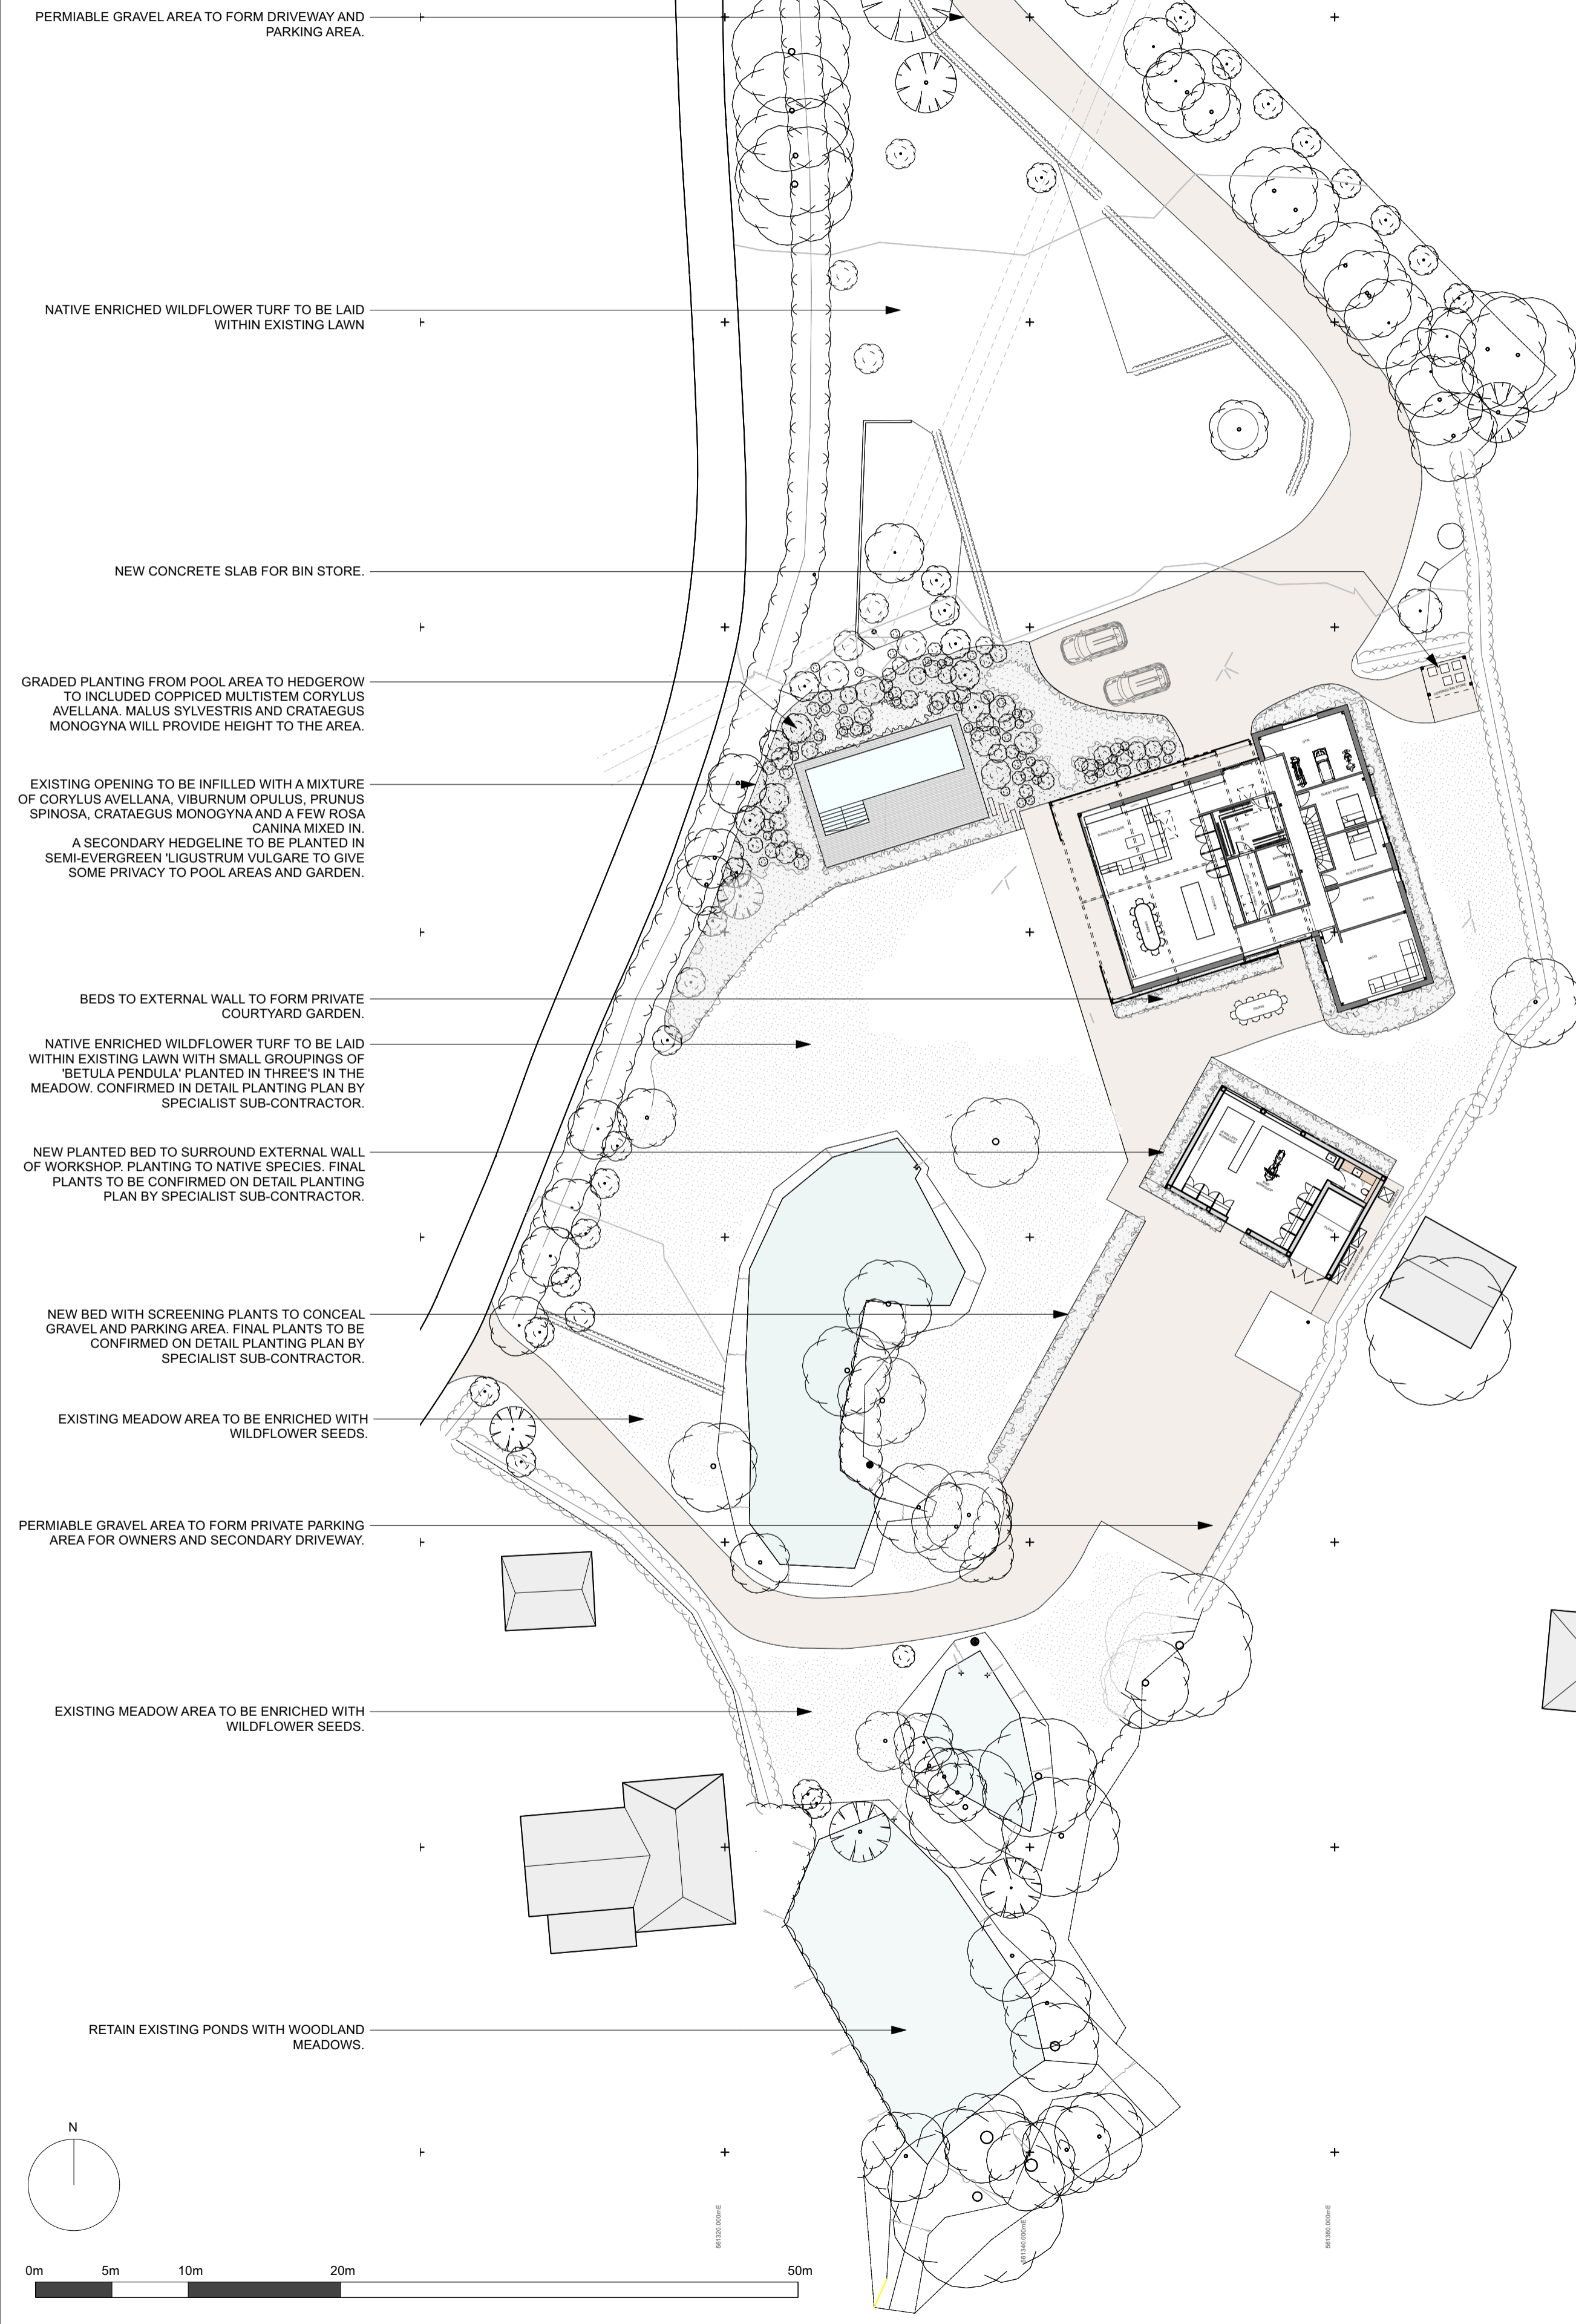 PERMIABLE GRAVEL AREA TO FORM DRIVEWAY AND
PARKING AREA.
NATIVE ENRICHED WILDFLOWER TURF TO BE LAID
WITHIN EXISTING LAWN
NEW CONCRETE SLAB FOR BIN STORE.
GRADED PLANTING FROM POOL AREA TO HEDGEROW
TO INCLUDED COPPICED MULTISTEM CORYLUS
AVELLANA. MALUS SYLVESTRIS AND CRATAEGUS
MONOGYNA WILL PROVIDE HEIGHT TO THE AREA.
EXISTING OPENING TO BE INFILLED WITH A MIXTURE
OF CORYLUS AVELLANA, VIBURNUM OPULUS, PRUNUS
SPINOSA, CRATAEGUS MONOGYNA AND A FEW ROSA
CANINA MIXED IN.
A SECONDARY HEDGELINE TO BE PLANTED IN
SEMI-EVERGREEN 'LIGUSTRUM VULGARE TO GIVE
SOME PRIVACY TO POOL AREAS AND GARDEN.
GUEST BEDROOM
OFFICE
BEDS TO EXTERNAL WALL TO FORM PRIVATE
COURTYARD GARDEN.
NATIVE ENRICHED WILDFLOWER TURF TO BE LAID
WITHIN EXISTING LAWN WITH SMALL GROUPINGS OF
'BETULA PENDULA' PLANTED IN THREE'S IN THE
MEADOW. CONFIRMED IN DETAIL PLANTING PLAN BY
SPECIALIST SUB-CONTRACTOR.
NEW PLANTED BED TO SURROUND EXTERNAL WALL
OF WORKSHOP. PLANTING TO NATIVE SPECIES. FINAL
PLANTS TO BE CONFIRMED ON DETAIL PLANTING
PLAN BY SPECIALIST SUB-CONTRACTOR.
NEW BED WITH SCREENING PLANTS TO CONCEAL
GRAVEL AND PARKING AREA. FINAL PLANTS TO BE
CONFIRMED ON DETAIL PLANTING PLAN BY
SPECIALIST SUB-CONTRACTOR.
EXISTING MEADOW AREA TO BE ENRICHED WITH
WILDFLOWER SEEDS.
PERMIABLE GRAVEL AREA TO FORM PRIVATE PARKING
AREA FOR OWNERS AND SECONDARY DRIVEWAY.
EXISTING MEADOW AREA TO BE ENRICHED WITH
WILDFLOWER SEEDS.
RETAIN EXISTING PONDS WITH WOODLAND
MEADOWS.
N
561320.000mE
561340.000mE
561360.000mE
0m 5m 10m 20m 50m